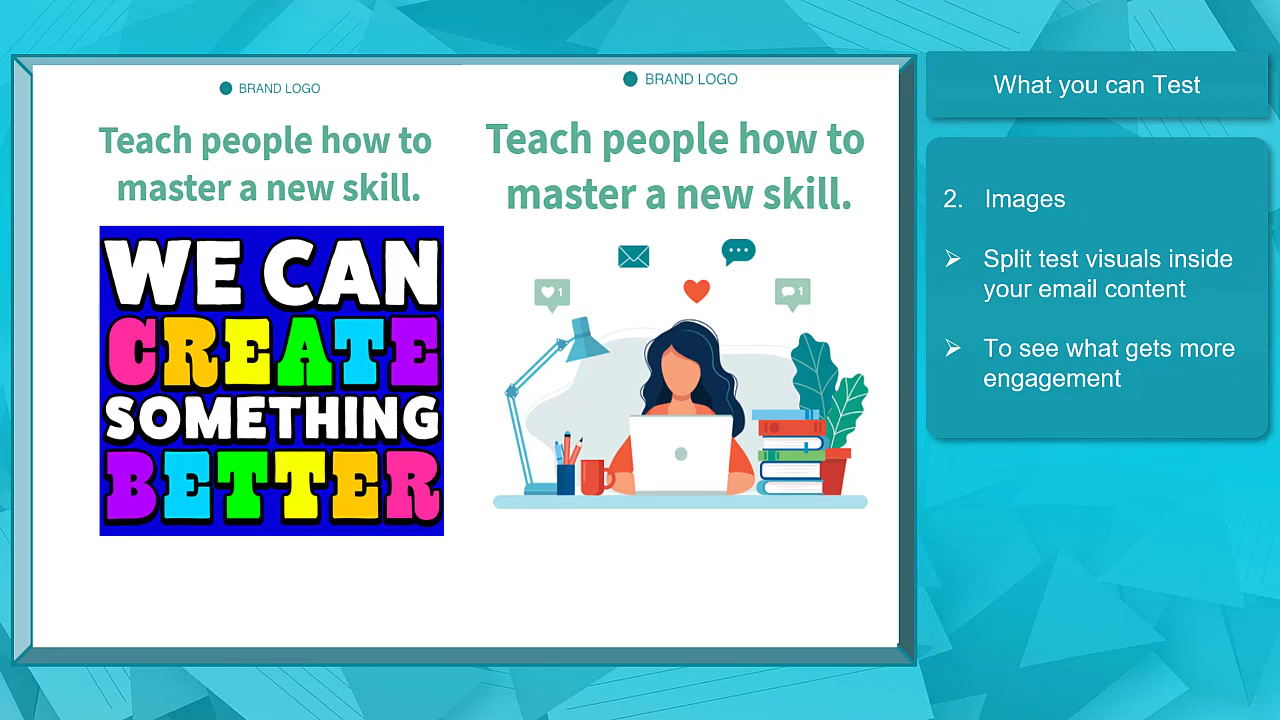 BRAND LOGO
Teach people how to
master a new skill.
WE CAN
CREATE
SOMETHING
BETTER
BRAND LOGO
Teach people how to
master a new skill.
1
1
What you can Test
2. Images
➢ Split test visuals inside
your email content
➢ To see what gets more
engagement